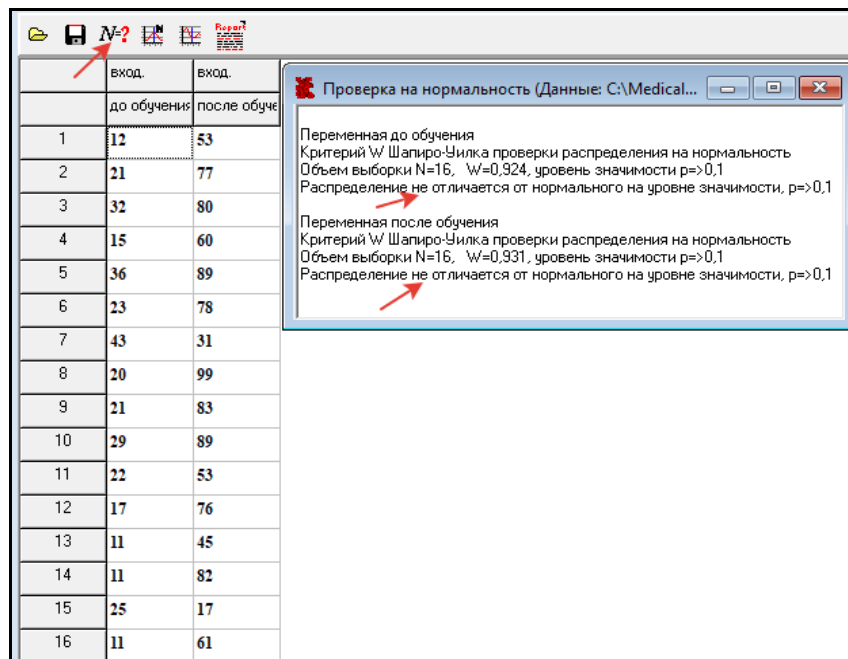 N=? Report
вход. вход.
до обучения после обуче
1 12 53
2 21 77
3 32 80
4 15 60
5 36 89
6 23 78
7 43 31
8 20 99
9 21 83
10 29 89
11 22 53
12 17 76
13 11 45
14 11 82
15 25 17
16 11 61
Проверка на нормальность (Данные: C:\Medical...
Переменная до обучения
Критерий W Шапиро-Уилка проверки распределения на нормальность
Объем выборки N=16, W=0,924, уровень значимости p=>0,1
Распределение не отличается от нормального на уровне значимости, p=>0,1
Переменная после обучения
Критерий W Шапиро-Уилка проверки распределения на нормальность
Объем выборки N=16, W=0,931, уровень значимости p=>0,1
Распределение не отличается от нормального на уровне значимости, p=>0,1